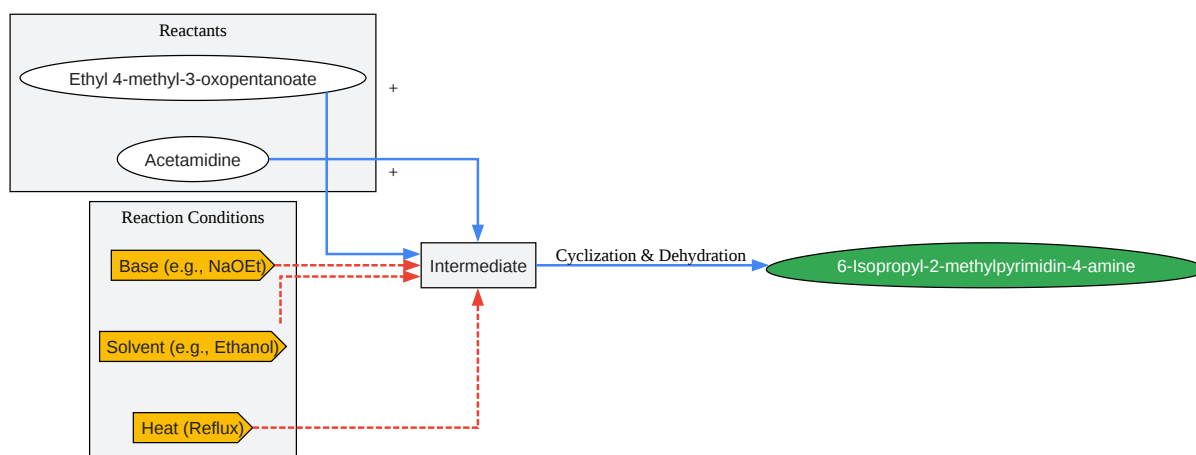 Reactants
Ethyl 4-methyl-3-oxopentanoate
+
Acetamidine
+
Reaction Conditions
Base (e.g., NaOEt)
Intermediate
Cyclization & Dehydration
6-Isopropyl-2-methylpyrimidin-4-amine
Solvent (e.g., Ethanol)
Heat (Reflux)